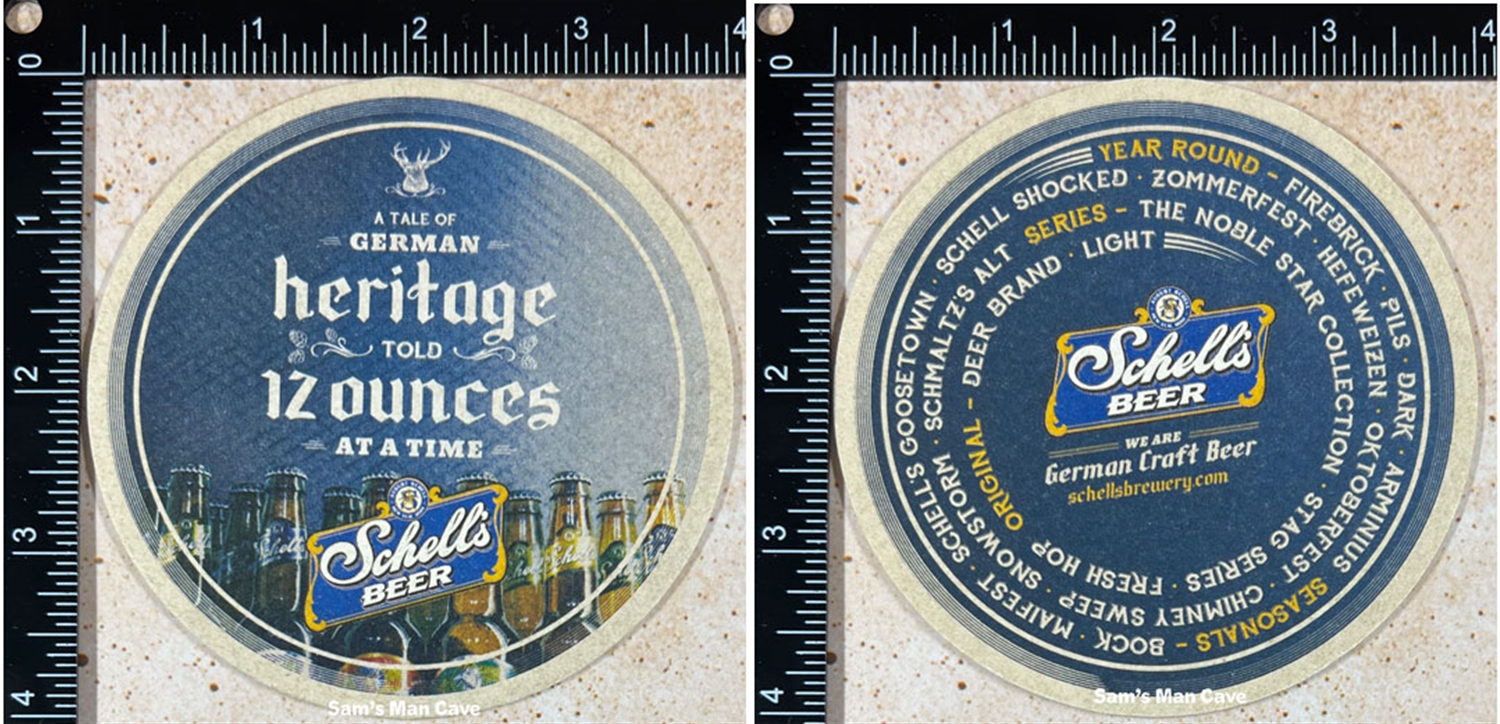 0 1 2 3 4
1
2
3
4
A TALE OF
GERMAN
heritage
TOLD
12 ounces
AT A TIME
Schell's
BEER
Sam's Man Cave
0 1 2 3 4
1
2
3
4
YEAR ROUND – FIREBRICK · PILS · DARK · ARMINIUS
SEASONALS – BOCK · MAIFEST · SCHELL'S GOOSETOWN · SCHELL SHOCKED · ZOMMERFEST · HEFEWEIZEN · OKTOBERFEST · CHIMNEY SWEEP · SNOWSTORM · SCHMALTZ'S ALT
SERIES – THE NOBLE STAR COLLECTION · STAG SERIES · FRESH HOP
ORIGINAL – DEER BRAND · LIGHT
Schell's
BEER
WE ARE
German Craft Beer
schellsbrewery.com
Sam's Man Cave